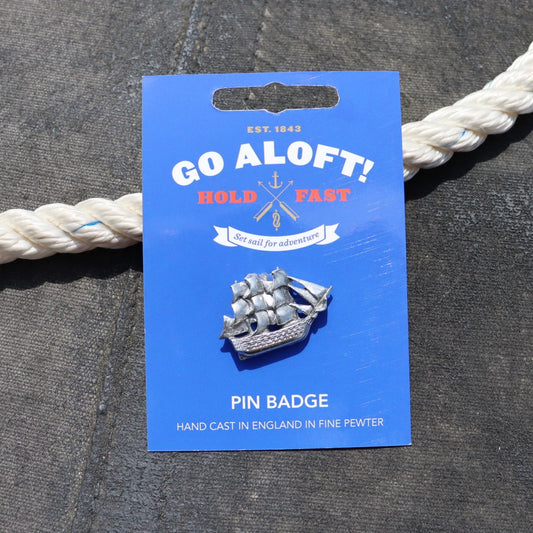 EST. 1843
GO ALOFT!
HOLD FAST
Set sail for adventure
PIN BADGE
HAND CAST IN ENGLAND IN FINE PEWTER